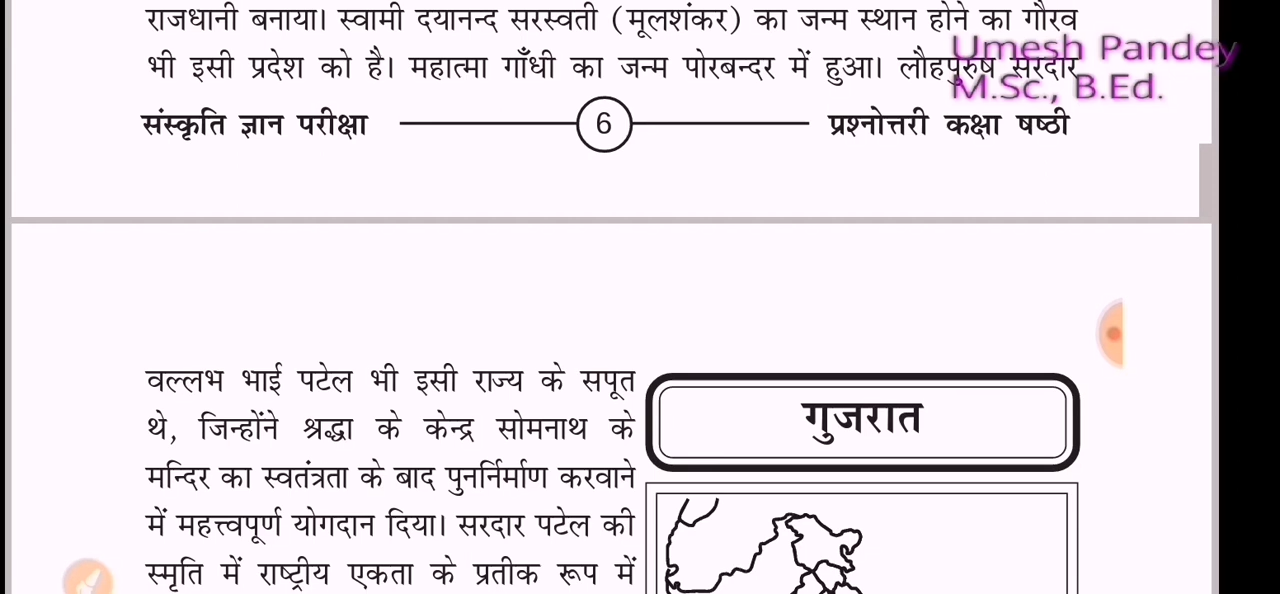 राजधानी बनाया। स्वामी दयानन्द सरस्वती (मूलशंकर) का जन्म स्थान होने का गौरव
भी इसी प्रदेश को है। महात्मा गाँधी का जन्म पोरबन्दर में हुआ। लौहपुरुष सरदार
Umesh Pandey
M.Sc., B.Ed.
संस्कृति ज्ञान परीक्षा 6 प्रश्नोत्तरी कक्षा षष्ठी
वल्लभ भाई पटेल भी इसी राज्य के सपूत
थे, जिन्होंने श्रद्धा के केन्द्र सोमनाथ के
मन्दिर का स्वतंत्रता के बाद पुनर्निर्माण करवाने
में महत्त्वपूर्ण योगदान दिया। सरदार पटेल की
स्मृति में राष्ट्रीय एकता के प्रतीक रूप में
गुजरात